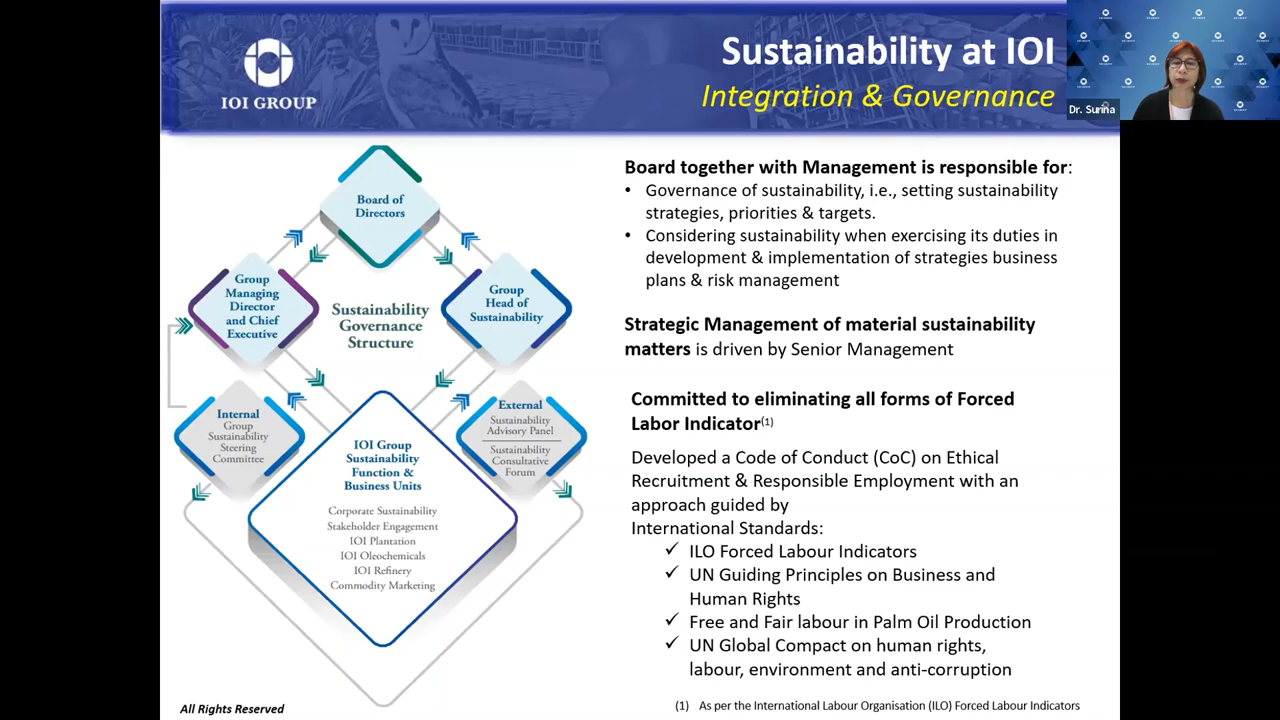 Sustainability at IOI
Integration & Governance
IOI GROUP
Dr. Surina
Board of
Directors
Group
Managing
Director
and Chief
Executive
Sustainability
Governance
Structure
Group
Head of
Sustainability
Internal
Group
Sustainability
Steering
Committee
External
Sustainability
Advisory Panel
Sustainability
Consultative
Forum
IOI Group
Sustainability
Function &
Business Units
Corporate Sustainability
Stakeholder Engagement
IOI Plantation
IOI Oleochemicals
IOI Refinery
Commodity Marketing
Board together with Management is responsible for:
• Governance of sustainability, i.e., setting sustainability
strategies, priorities & targets.
• Considering sustainability when exercising its duties in
development & implementation of strategies business
plans & risk management
Strategic Management of material sustainability
matters is driven by Senior Management
Committed to eliminating all forms of Forced
Labor Indicator(1)
Developed a Code of Conduct (CoC) on Ethical
Recruitment & Responsible Employment with an
approach guided by
International Standards:
✓ ILO Forced Labour Indicators
✓ UN Guiding Principles on Business and
Human Rights
✓ Free and Fair labour in Palm Oil Production
✓ UN Global Compact on human rights,
labour, environment and anti-corruption
All Rights Reserved
(1) As per the International Labour Organisation (ILO) Forced Labour Indicators